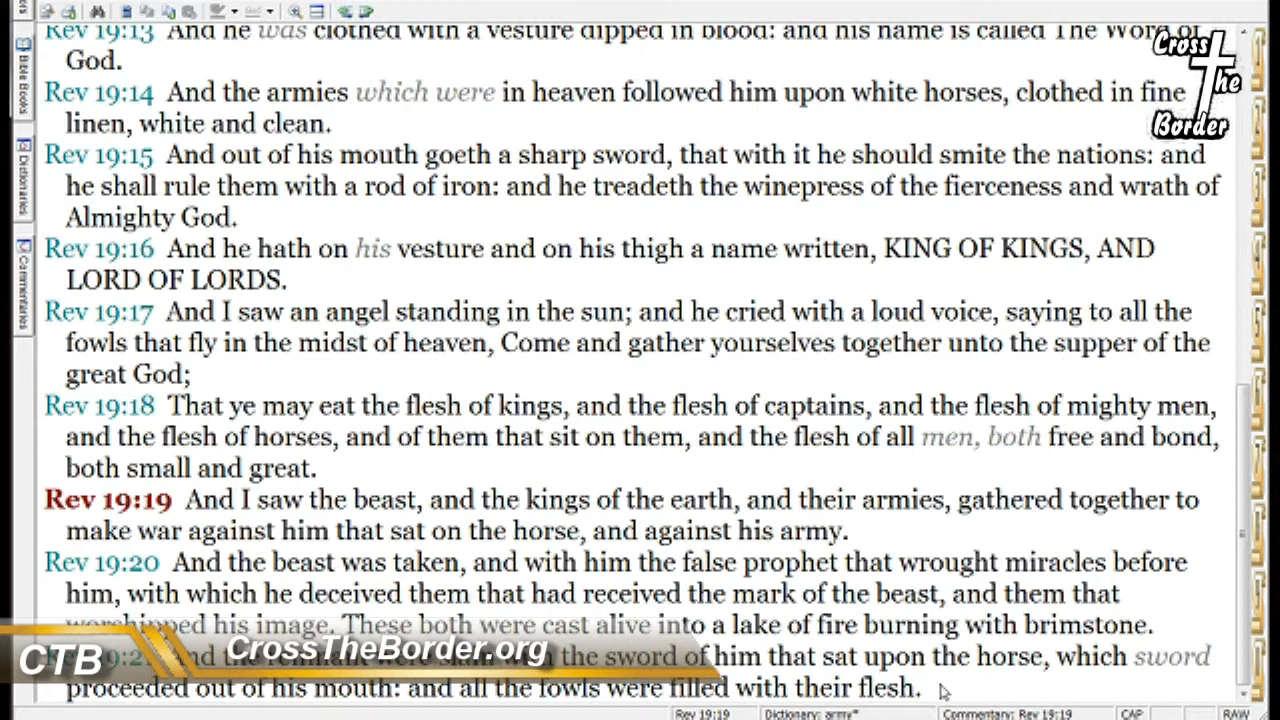 Rev 19:13 And he was clothed with a vesture dipped in blood: and his name is called The Word of
God.
Rev 19:14 And the armies which were in heaven followed him upon white horses, clothed in fine
linen, white and clean.
Rev 19:15 And out of his mouth goeth a sharp sword, that with it he should smite the nations: and
he shall rule them with a rod of iron: and he treadeth the winepress of the fierceness and wrath of
Almighty God.
Rev 19:16 And he hath on his vesture and on his thigh a name written, KING OF KINGS, AND
LORD OF LORDS.
Rev 19:17 And I saw an angel standing in the sun; and he cried with a loud voice, saying to all the
fowls that fly in the midst of heaven, Come and gather yourselves together unto the supper of the
great God;
Rev 19:18 That ye may eat the flesh of kings, and the flesh of captains, and the flesh of mighty men,
and the flesh of horses, and of them that sit on them, and the flesh of all men, both free and bond,
both small and great.
Rev 19:19 And I saw the beast, and the kings of the earth, and their armies, gathered together to
make war against him that sat on the horse, and against his army.
Rev 19:20 And the beast was taken, and with him the false prophet that wrought miracles before
him, with which he deceived them that had received the mark of the beast, and them that
worshipped his image. These both were cast alive into a lake of fire burning with brimstone.
the sword of him that sat upon the horse, which sword
proceeded out of his mouth: and all the fowls were filled with their flesh.
Cross
The
Border
Bible Books
Dictionaries
Commentaries
CTB
CrossTheBorder.org
Rev 19:19 Dictionary: army* Commentary: Rev 19:19 CAP RAW